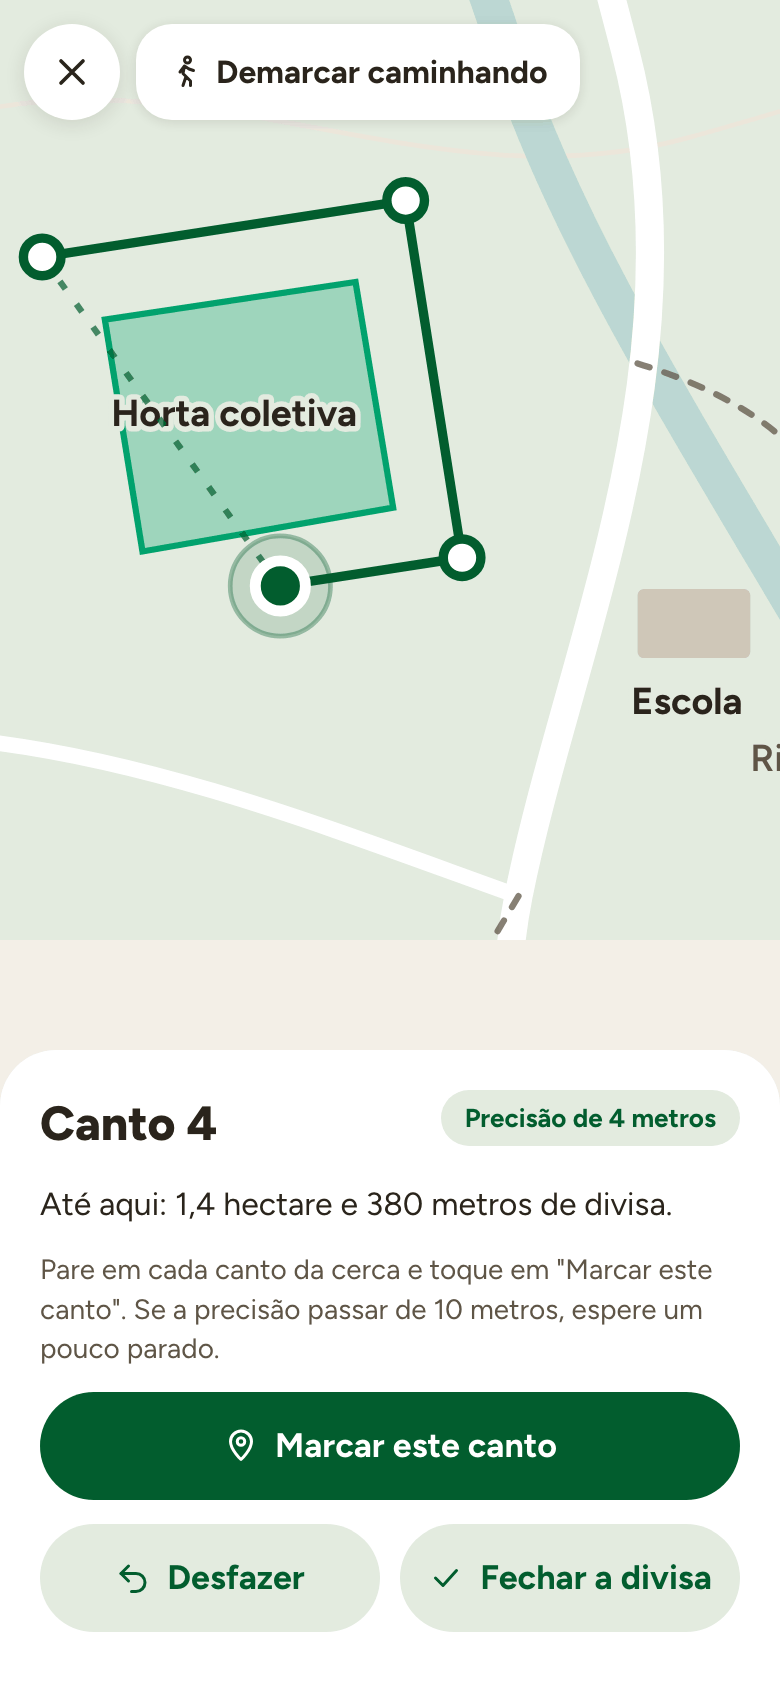 Demarcar caminhando
Horta coletiva
Escola
Canto 4
Precisão de 4 metros
Até aqui: 1,4 hectare e 380 metros de divisa.
Pare em cada canto da cerca e toque em "Marcar este
canto". Se a precisão passar de 10 metros, espere um
pouco parado.
Marcar este canto
Desfazer
Fechar a divisa